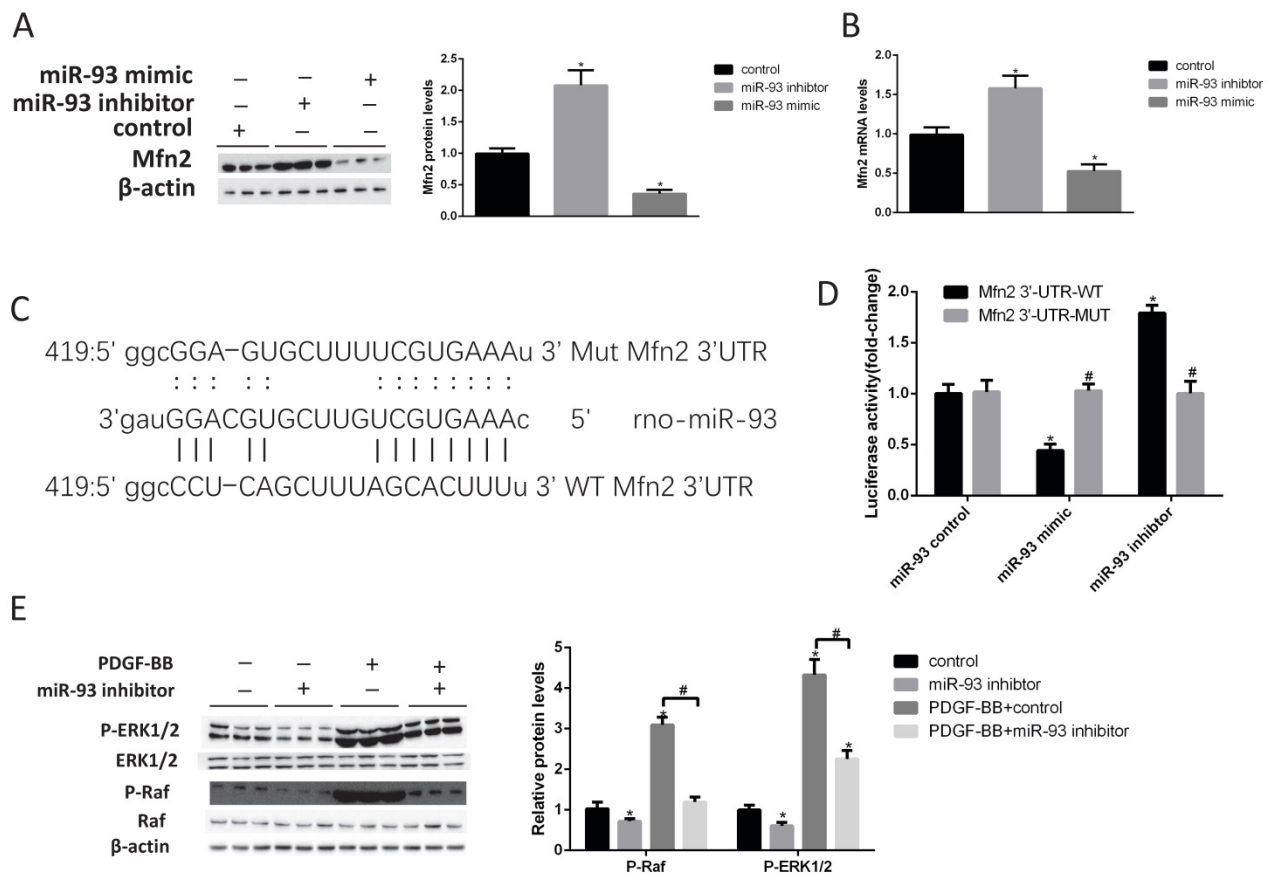 A
miR-93 mimic – – +
miR-93 inhibitor – + –
control + – –
Mfn2
β-actin
Mfn2 protein levels
2.5
2.0
1.5
1.0
0.5
0.0
*
*
control
miR-93 inhibtor
miR-93 mimic
B
Mfn2 mRNA levels
2.0
1.5
1.0
0.5
0.0
*
*
control
miR-93 inhibtor
miR-93 mimic
C
419:5' ggcGGA-GUGCUUUUCGUGAAAu 3' Mut Mfn2 3'UTR
: : : : : : : : : : : : :
3'gauGGACGUGCUUGUCGUGAAAc 5' rno-miR-93
| | | | | | | | | | | | |
419:5' ggcCCU-CAGCUUUAGCACUUUu 3' WT Mfn2 3'UTR
D
Luciferase activity(fold-change)
2.0
1.5
1.0
0.5
0.0
Mfn2 3'-UTR-WT
Mfn2 3'-UTR-MUT
*
#
*
#
miR-93 control
miR-93 mimic
miR-93 inhibtor
E
PDGF-BB – – + +
miR-93 inhibitor – + – +
P-ERK1/2
ERK1/2
P-Raf
Raf
β-actin
Relative protein levels
5
4
3
2
1
0
*
*
#
*
*
#
*
P-Raf
P-ERK1/2
control
miR-93 inhibtor
PDGF-BB+control
PDGF-BB+miR-93 inhibitor